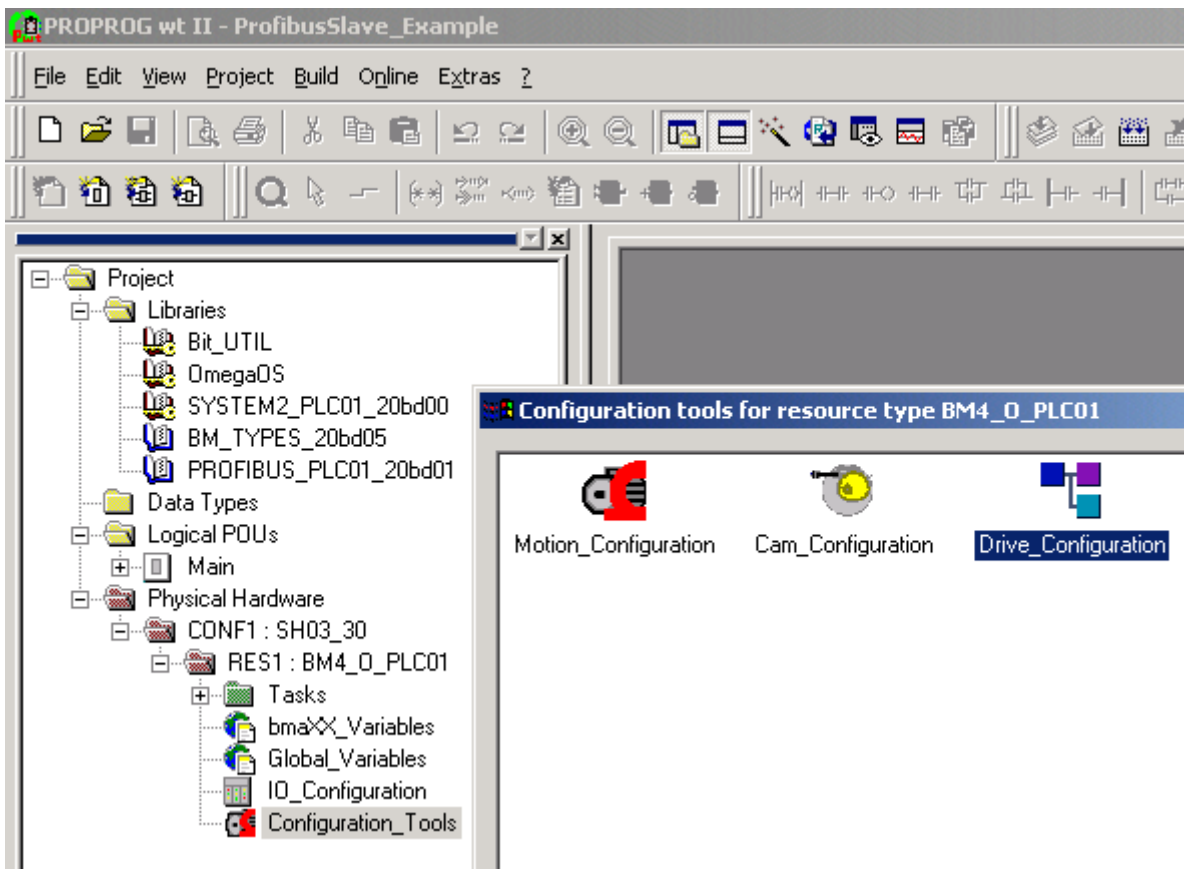 PROPROG wt II - ProfibusSlave_Example
File Edit View Project Build Online Extras ?
Project
Libraries
Bit_UTIL
OmegaOS
SYSTEM2_PLC01_20bd00
BM_TYPES_20bd05
PROFIBUS_PLC01_20bd01
Data Types
Logical POUs
Main
Physical Hardware
CONF1 : SH03_30
RES1 : BM4_O_PLC01
Tasks
bmaXX_Variables
Global_Variables
IO_Configuration
Configuration_Tools
Configuration tools for resource type BM4_O_PLC01
Motion_Configuration Cam_Configuration Drive_Configuration